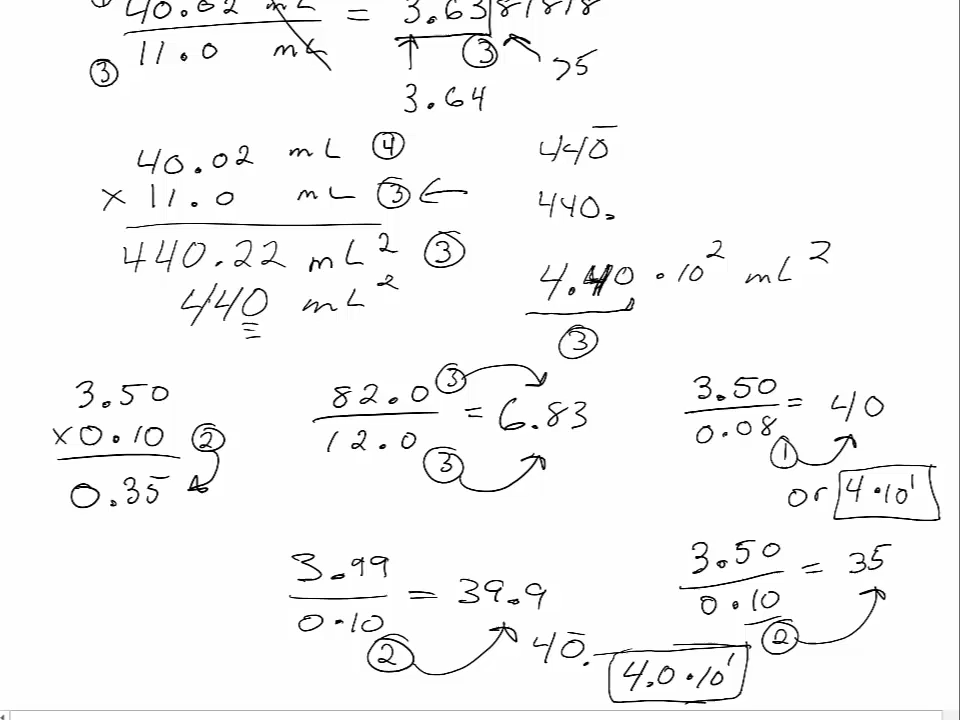 40.02 mL = 3.63|81818
③ 11.0 mL ③ >5
3.64
40.02 mL ④
× 11.0 mL ③ ←
440.22 mL² ③
440 mL²
440̅
440.
4.40 · 10² mL²
③
3.50
×0.10 ②
0.35
82.0 ③
12.0 = 6.83
③
3.50
0.08 = 40
①
or 4·10¹
3.99
0.10 = 39.9
② 40̅. 4.0·10¹
3.50
0.10 = 35
②